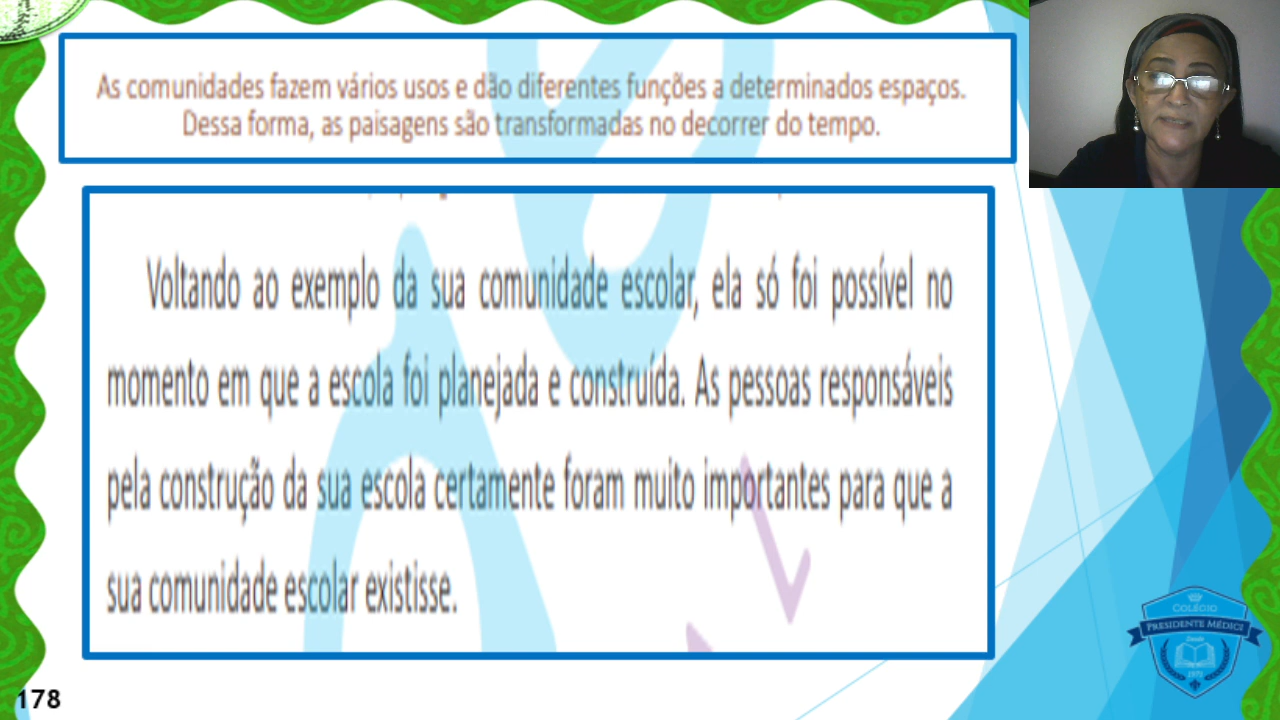 As comunidades fazem vários usos e dão diferentes funções a determinados espaços.
Dessa forma, as paisagens são transformadas no decorrer do tempo.
Voltando ao exemplo da sua comunidade escolar, ela só foi possível no
momento em que a escola foi planejada e construída. As pessoas responsáveis
pela construção da sua escola certamente foram muito importantes para que a
sua comunidade escolar existisse.
178
COLÉGIO
PRESIDENTE MÉDICI
Desde
1971